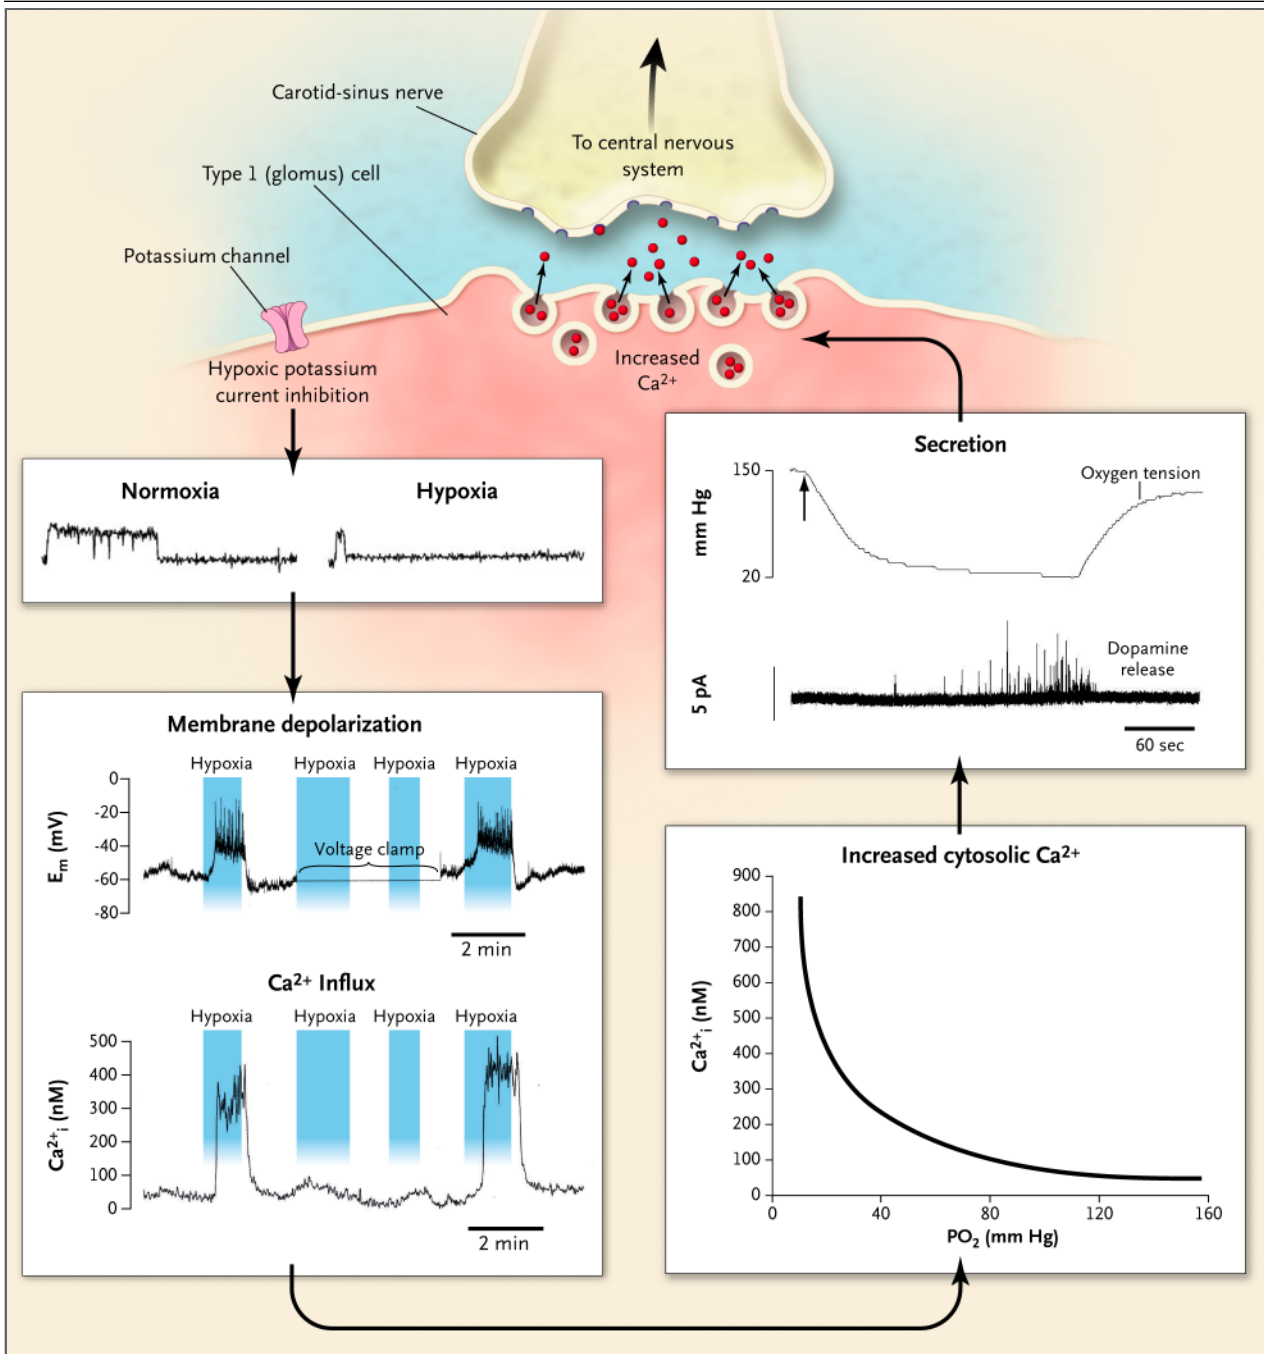 Carotid-sinus nerve
To central nervous
system
Type 1 (glomus) cell
Potassium channel
Hypoxic potassium
current inhibition
Increased
Ca²⁺
Normoxia
Hypoxia
Membrane depolarization
Hypoxia
Hypoxia
Hypoxia
Hypoxia
Eₘ (mV)
0
-20
-40
-60
-80
Voltage clamp
2 min
Ca²⁺ Influx
Hypoxia
Hypoxia
Hypoxia
Hypoxia
Ca²⁺ᵢ (nM)
500
400
300
200
100
0
2 min
Secretion
mm Hg
150
20
Oxygen tension
5 pA
Dopamine
release
60 sec
Increased cytosolic Ca²⁺
Ca²⁺ᵢ (nM)
900
800
700
600
500
400
300
200
100
0
0
40
80
120
160
PO₂ (mm Hg)